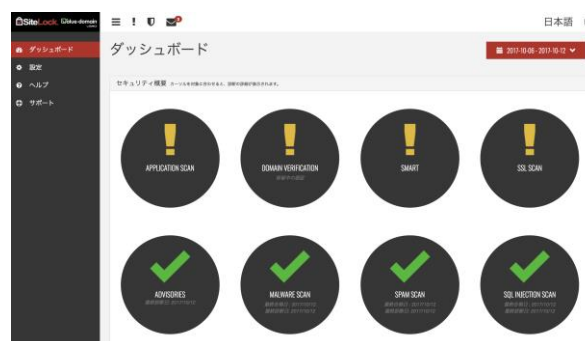 SiteLock
日本語
ダッシュボード
設定
ヘルプ
サポート
ダッシュボード
2017-10-06 - 2017-10-12
セキュリティ概要
APPLICATION SCAN
DOMAIN VERIFICATION
SMART
SSL SCAN
ADVISORIES
MALWARE SCAN
SPAM SCAN
SQL INJECTION SCAN